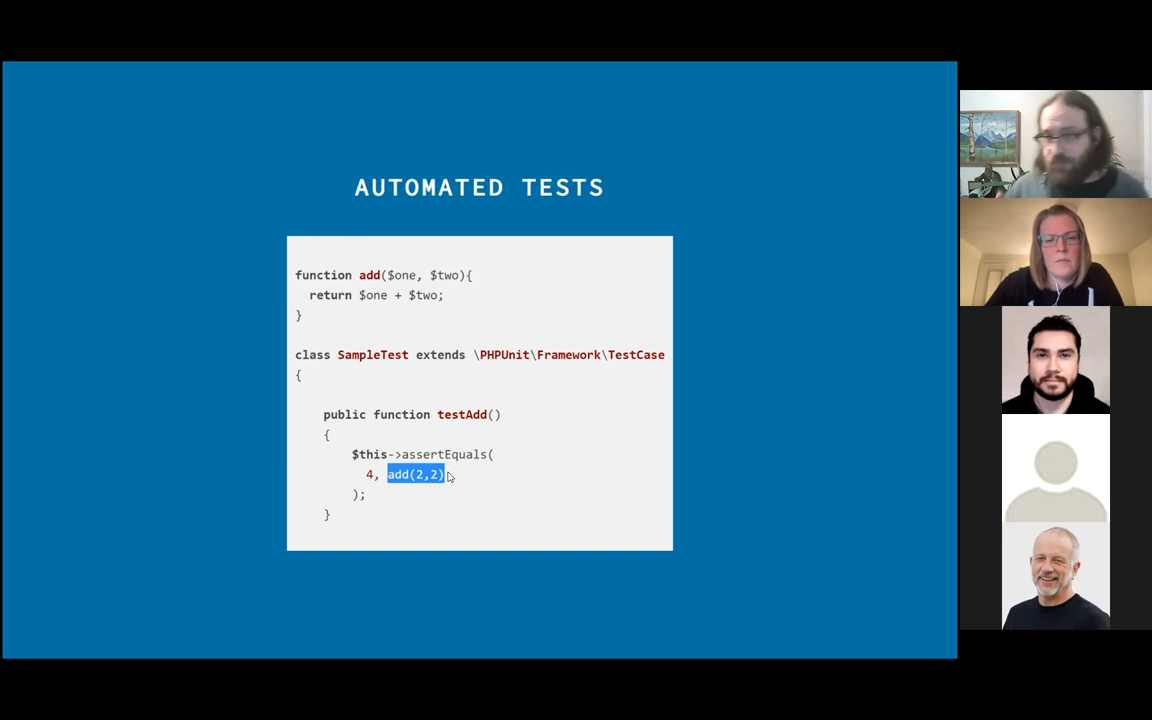 AUTOMATED TESTS
function add($one, $two){
return $one + $two;
}
class SampleTest extends \PHPUnit\Framework\TestCase
{
public function testAdd()
{
$this->assertEquals(
4, add(2,2)
);
}